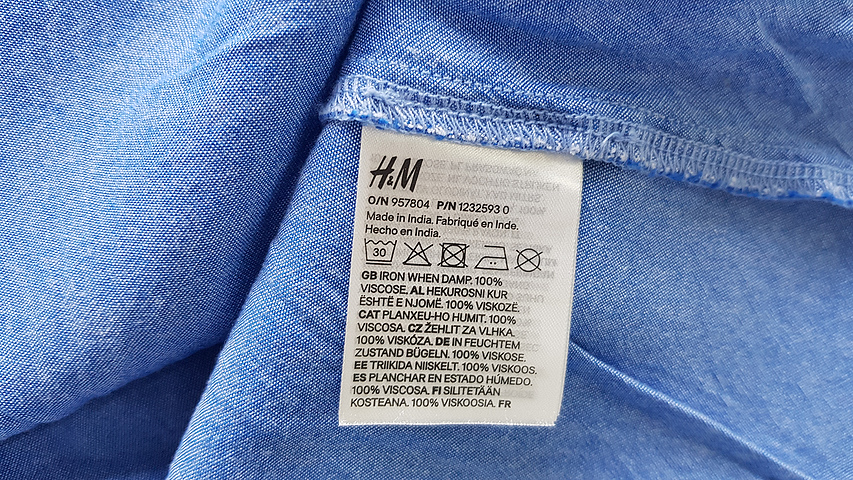 H&M
O/N 957804 P/N 1232593 0
Made in India. Fabriqué en Inde.
Hecho en India.
30
GB IRON WHEN DAMP. 100%
VISCOSE. AL HEKUROSNI KUR
ËSHTË E NJOMË. 100% VISKOZË.
CAT PLANXEU-HO HUMIT. 100%
VISCOSA. CZ ŽEHLIT ZA VLHKA.
100% VISKÓZA. DE IN FEUCHTEM
ZUSTAND BÜGELN. 100% VISKOSE.
EE TRIIKIDA NIISKELT. 100% VISKOOS.
ES PLANCHAR EN ESTADO HÚMEDO.
100% VISCOSA. FI SILITETÄÄN
KOSTEANA. 100% VISKOOSIA. FR